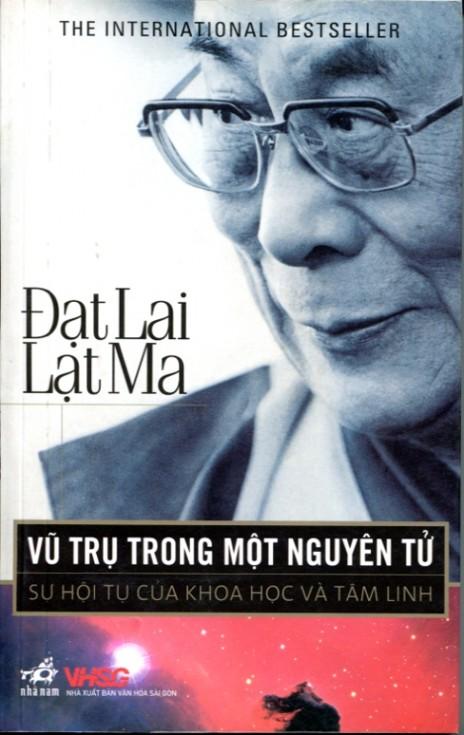 THE INTERNATIONAL BESTSELLER
Đạt Lai
Lạt Ma
VŨ TRỤ TRONG MỘT NGUYÊN TỬ
SỰ HỘI TỤ CỦA KHOA HỌC VÀ TÂM LINH
nhã nam
VHSG
NHÀ XUẤT BẢN VĂN HÓA SÀI GÒN